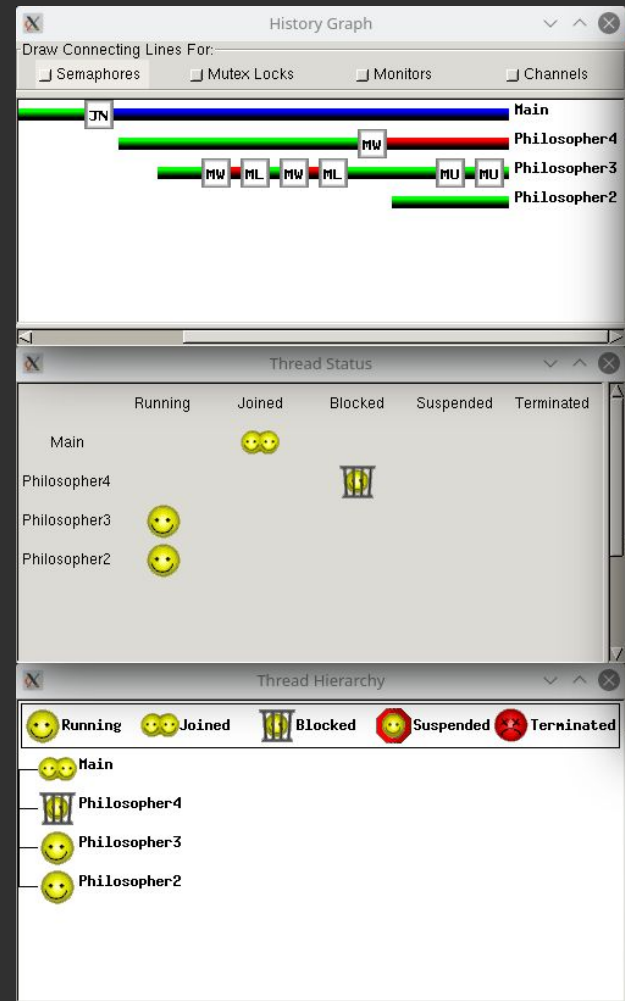 History Graph
Draw Connecting Lines For:
Semaphores Mutex Locks Monitors Channels
JN Main
MW Philosopher4
MW ML MW ML MU MU Philosopher3
Philosopher2
Thread Status
Running Joined Blocked Suspended Terminated
Main
Philosopher4
Philosopher3
Philosopher2
Thread Hierarchy
Running Joined Blocked Suspended Terminated
Main
Philosopher4
Philosopher3
Philosopher2